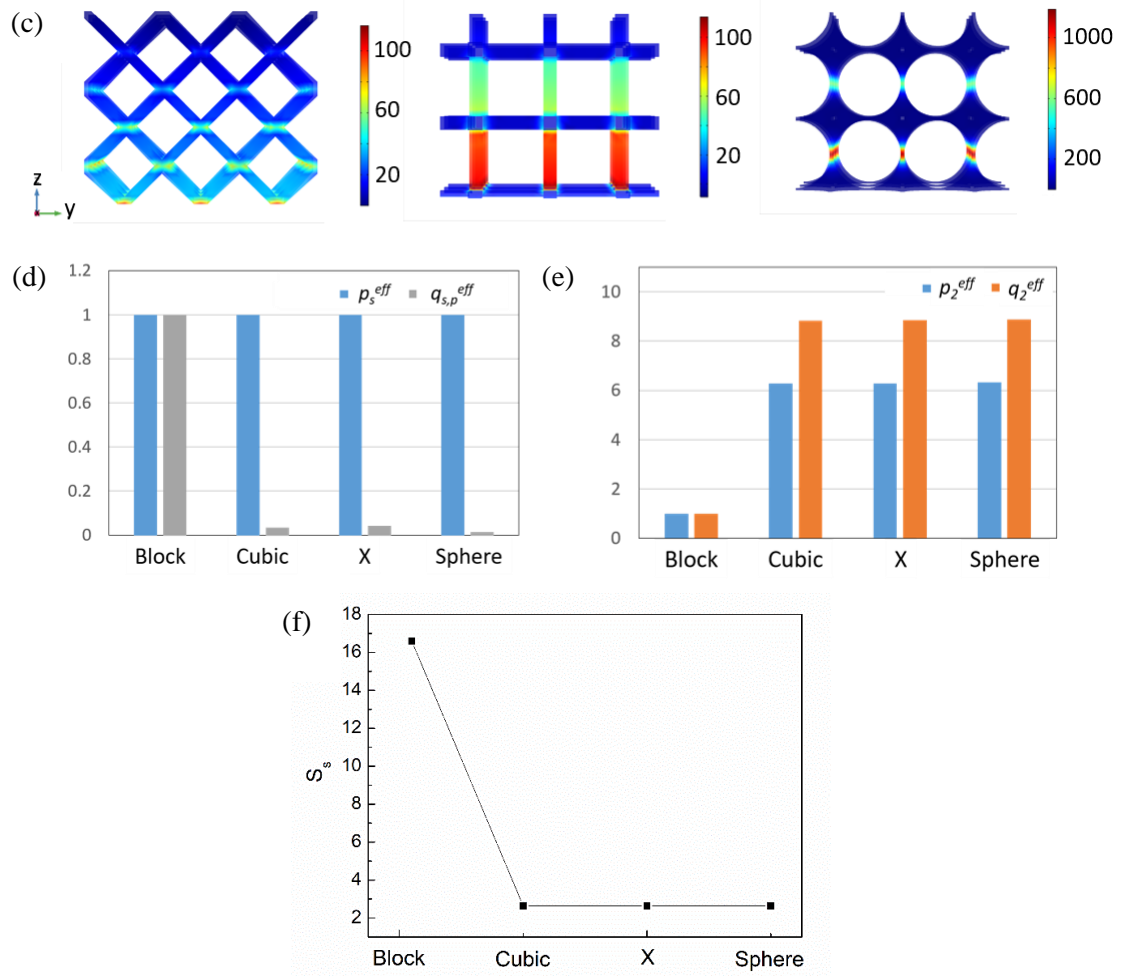 (c)
100
60
20
100
60
20
1000
600
200
z
y
(d)
1.2
1
0.8
0.6
0.4
0.2
0
p_s^eff q_s,p^eff
Block Cubic X Sphere
(e)
10
8
6
4
2
0
p_2^eff q_2^eff
Block Cubic X Sphere
(f)
18
16
14
12
10
8
6
4
2
S_s
Block Cubic X Sphere